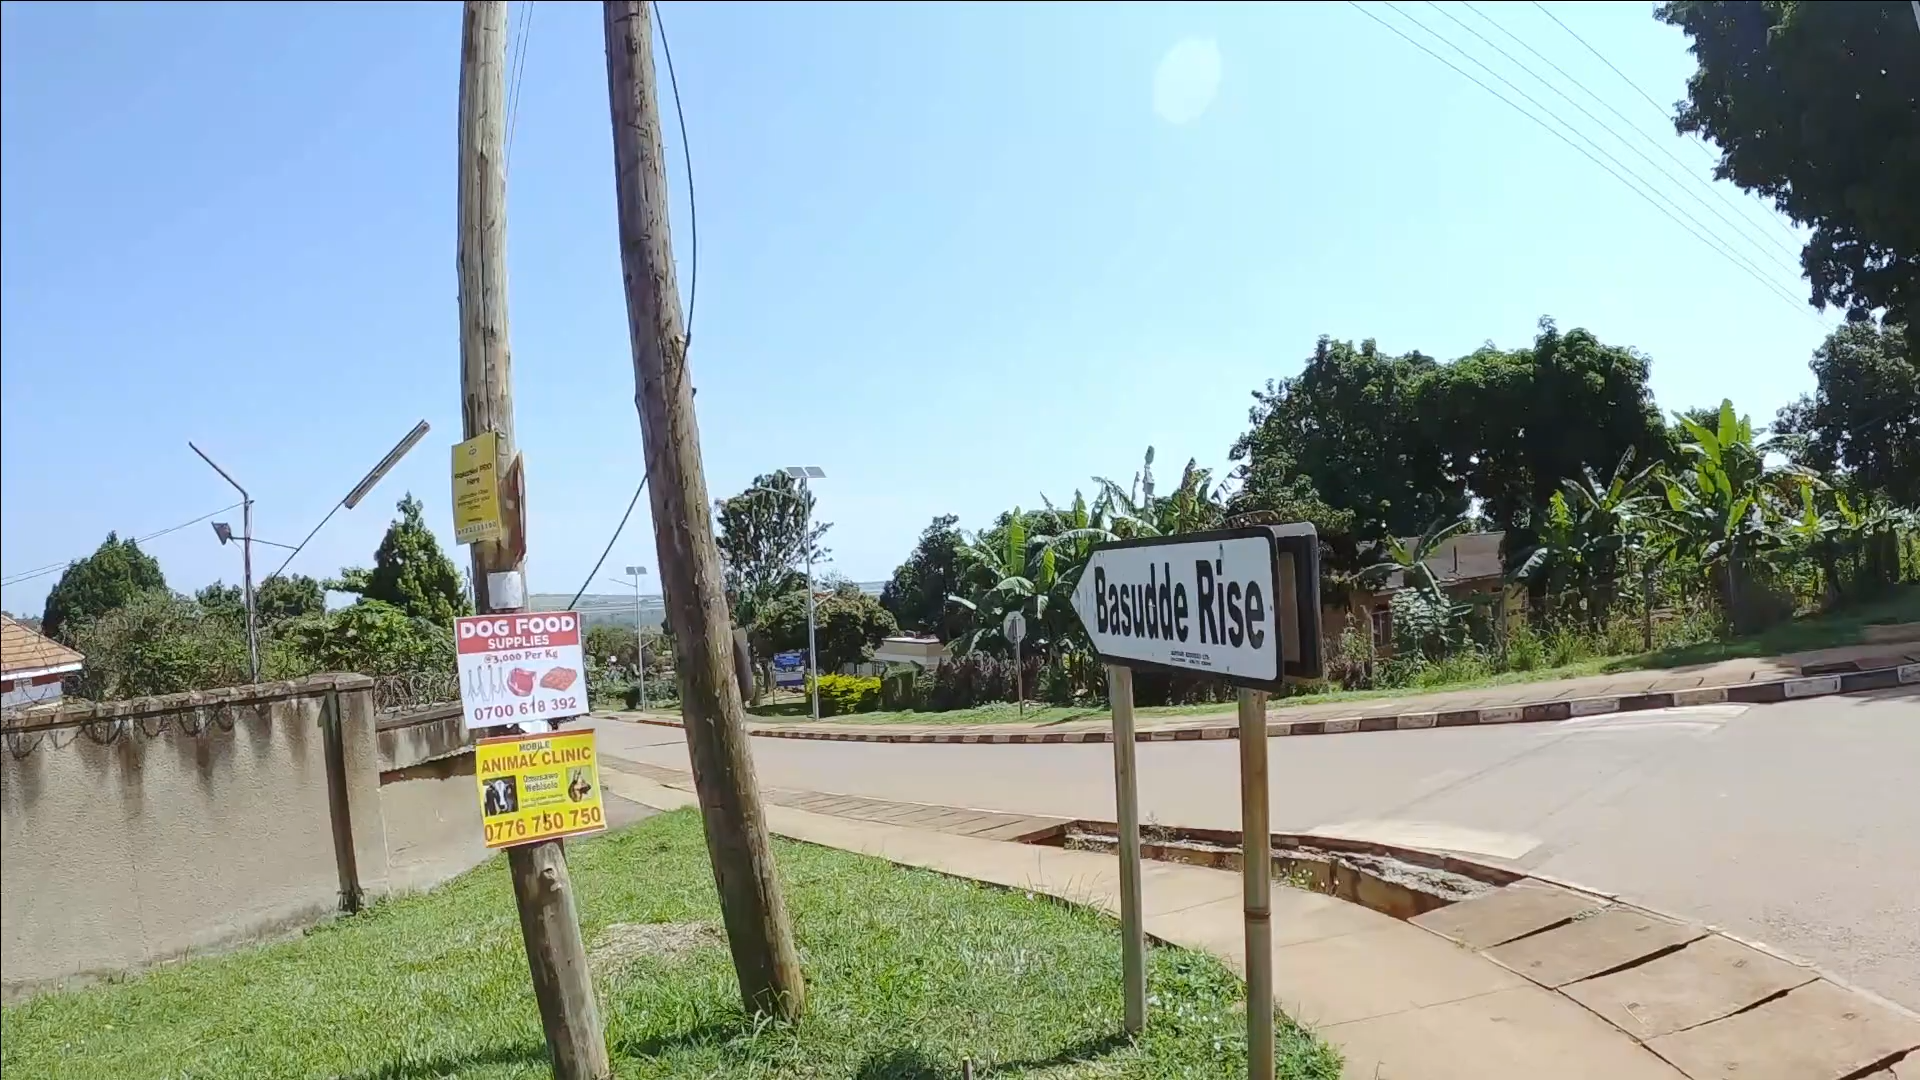 DOG FOOD
SUPPLIES
@3,000 Per Kg
0700 618 392
MOBILE
ANIMAL CLINIC
Omusawo
Webisolo
0776 750 750
Basudde Rise